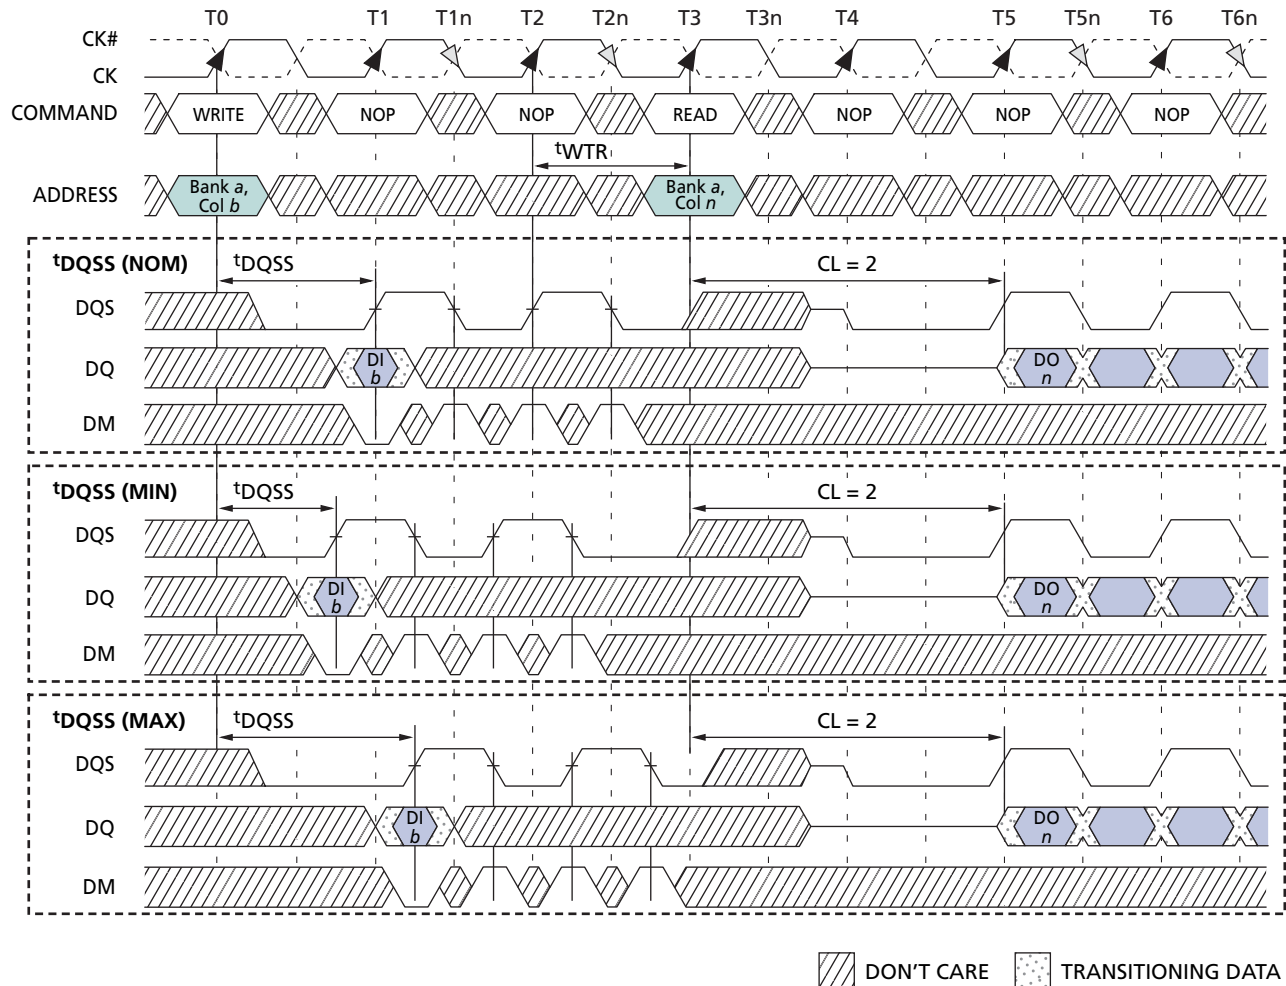 T0 T1 T1n T2 T2n T3 T3n T4 T5 T5n T6 T6n
CK#
CK
COMMAND WRITE NOP NOP READ NOP NOP NOP
tWTR
ADDRESS Bank a, Col b Bank a, Col n
tDQSS (NOM) tDQSS CL = 2
DQS
DQ DI b DO n
DM
tDQSS (MIN) tDQSS CL = 2
DQS
DQ DI b DO n
DM
tDQSS (MAX) tDQSS CL = 2
DQS
DQ DI b DO n
DM
DON'T CARE TRANSITIONING DATA